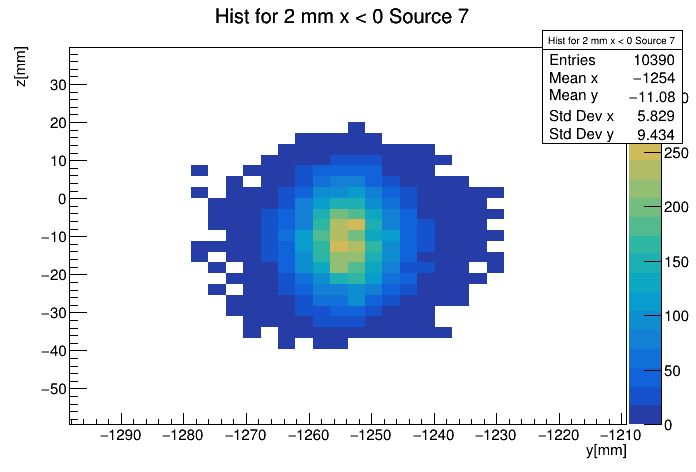 Hist for 2 mm x < 0 Source 7
z[mm]
Hist for 2 mm x < 0 Source 7
Entries 10390
Mean x −1254
Mean y −11.08
Std Dev x 5.829
Std Dev y 9.434
30
20
10
0
−10
−20
−30
−40
−50
0
250
200
150
100
50
0
−1290 −1280 −1270 −1260 −1250 −1240 −1230 −1220 −1210
y[mm]